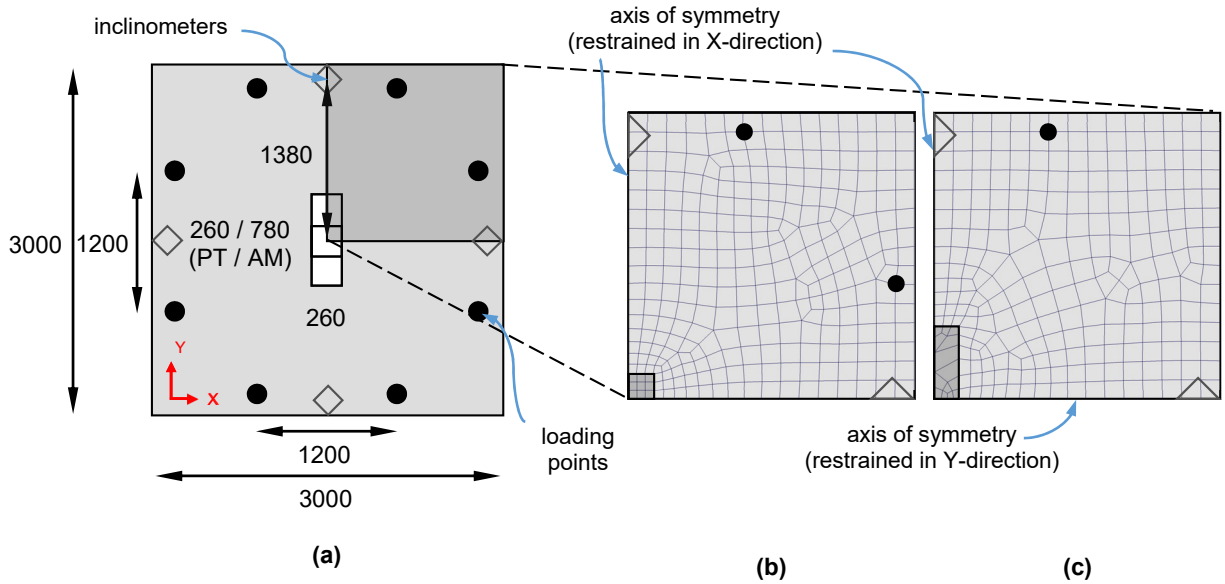 inclinometers
axis of symmetry
(restrained in X-direction)
1380
3000
1200
260 / 780
(PT / AM)
260
Y
X
loading
points
1200
3000
axis of symmetry
(restrained in Y-direction)
(a)
(b)
(c)